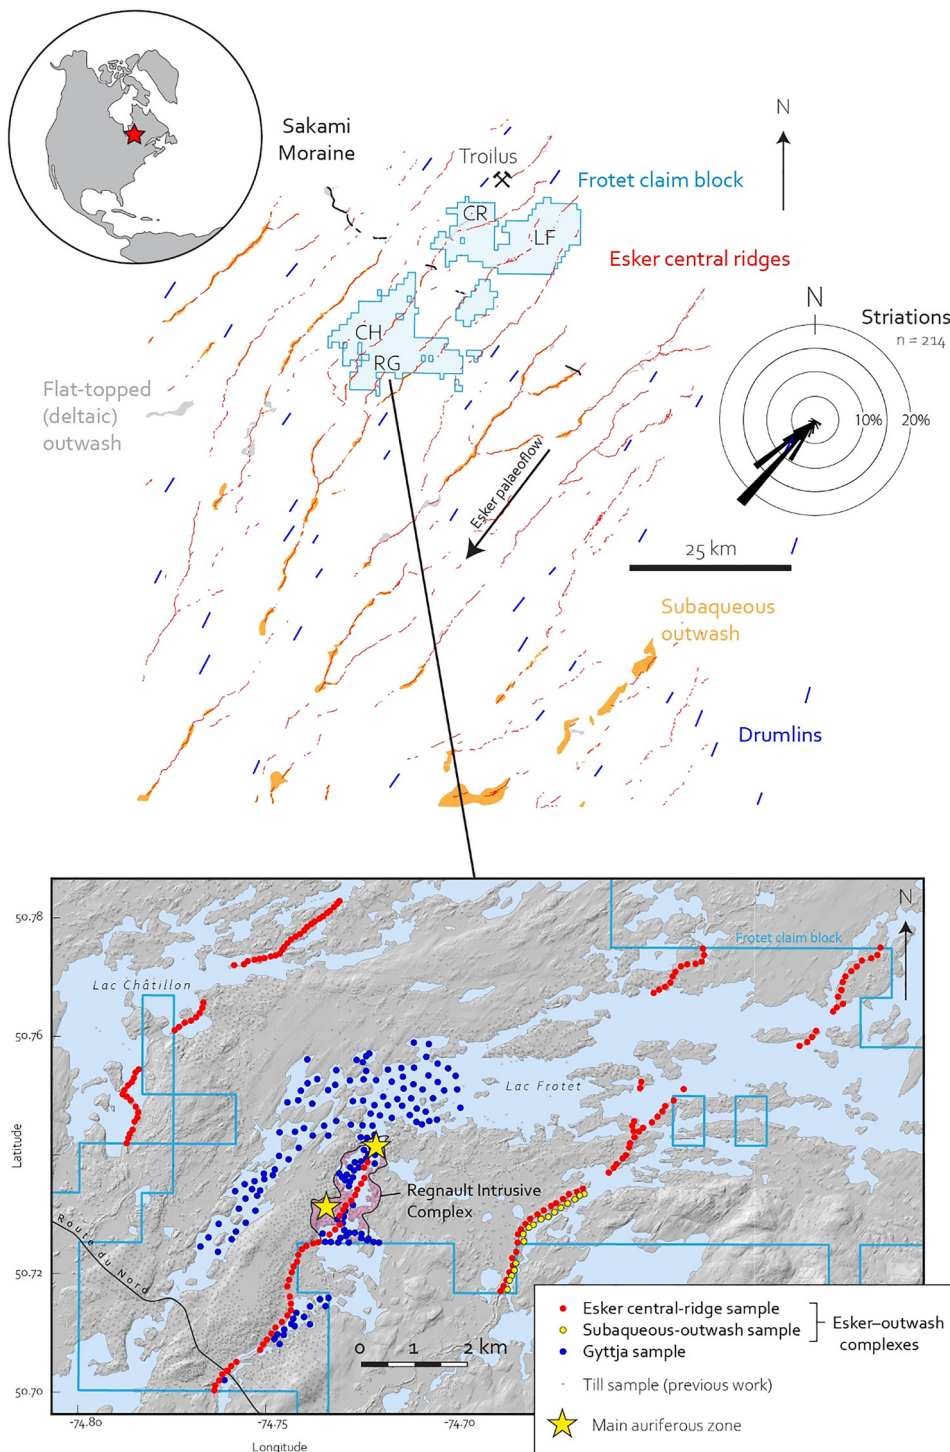 Sakami
Moraine
Troilus
N
Frotet claim block
CR
LF
Esker central ridges
N
Striations
n = 214
CH
RG
Flat-topped
(deltaic)
outwash
10%
20%
Esker palaeoflow
25 km
Subaqueous
outwash
Drumlins
50.78
N
Frotet claim block
Lac Châtillon
50.76
Lac Frotet
Latitude
Regnault Intrusive
Complex
Route du Nord
50.72
Esker central-ridge sample
Subaqueous-outwash sample
Esker–outwash
complexes
Gyttja sample
0 1 2 km
Till sample (previous work)
50.70
Main auriferous zone
-74.80
-74.75
-74.70
Longitude